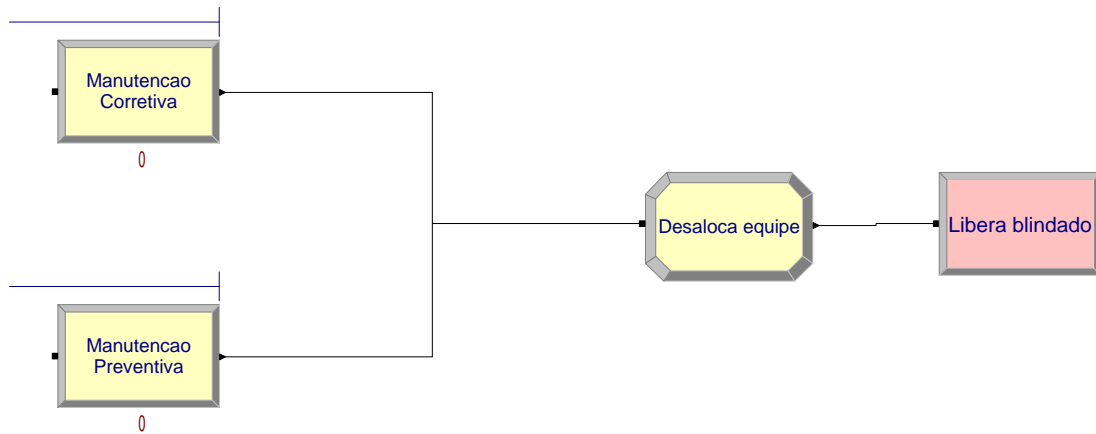 Manutencao
Corretiva
0
Desaloca equipe
Libera blindado
Manutencao
Preventiva
0